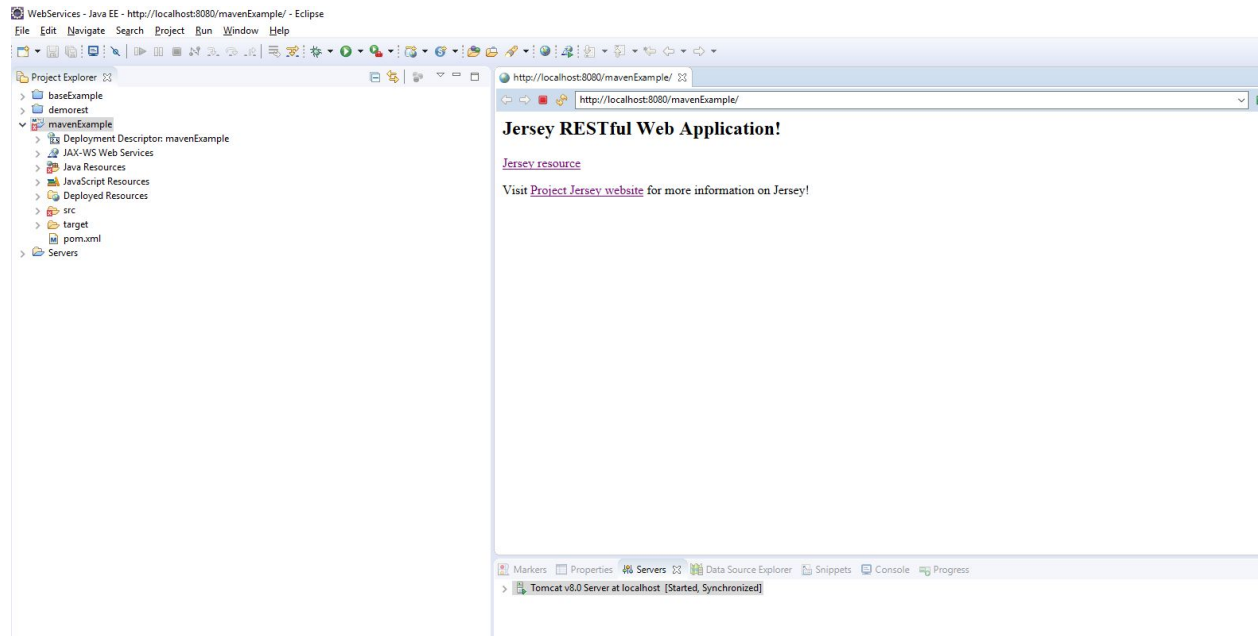 WebServices - Java EE - http://localhost:8080/mavenExample/ - Eclipse
File Edit Navigate Search Project Run Window Help
Project Explorer
baseExample
demorest
mavenExample
Deployment Descriptor: mavenExample
JAX-WS Web Services
Java Resources
JavaScript Resources
Deployed Resources
src
target
pom.xml
Servers
http://localhost:8080/mavenExample/
http://localhost:8080/mavenExample/
Jersey RESTful Web Application!
Jersey resource
Visit Project Jersey website for more information on Jersey!
Markers Properties Servers Data Source Explorer Snippets Console Progress
Tomcat v8.0 Server at localhost [Started, Synchronized]